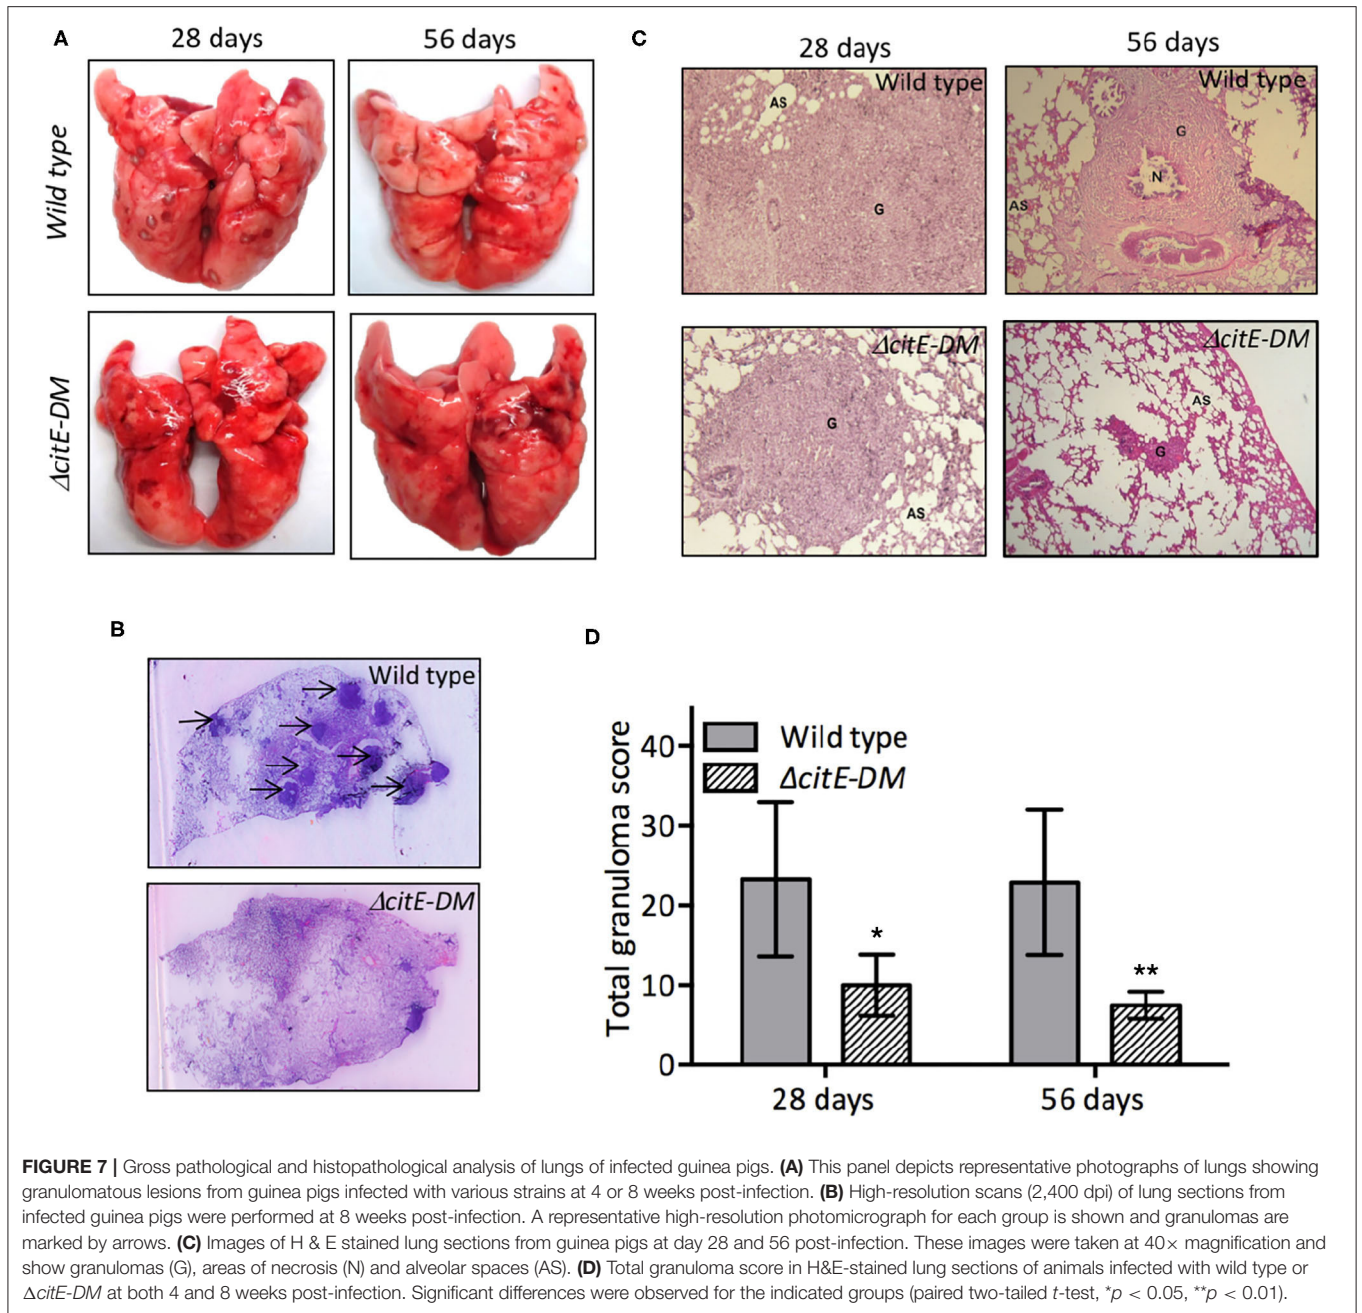 A
28 days
56 days
Wild type
ΔcitE-DM
C
28 days
56 days
Wild type
AS
G
Wild type
G
N
AS
ΔcitE-DM
G
AS
ΔcitE-DM
AS
G
B
Wild type
ΔcitE-DM
D
Total granuloma score
40
30
20
10
0
Wild type
ΔcitE-DM
*
**
28 days
56 days
FIGURE 7 | Gross pathological and histopathological analysis of lungs of infected guinea pigs. (A) This panel depicts representative photographs of lungs showing
granulomatous lesions from guinea pigs infected with various strains at 4 or 8 weeks post-infection. (B) High-resolution scans (2,400 dpi) of lung sections from
infected guinea pigs were performed at 8 weeks post-infection. A representative high-resolution photomicrograph for each group is shown and granulomas are
marked by arrows. (C) Images of H & E stained lung sections from guinea pigs at day 28 and 56 post-infection. These images were taken at 40× magnification and
show granulomas (G), areas of necrosis (N) and alveolar spaces (AS). (D) Total granuloma score in H&E-stained lung sections of animals infected with wild type or
ΔcitE-DM at both 4 and 8 weeks post-infection. Significant differences were observed for the indicated groups (paired two-tailed t-test, *p < 0.05, **p < 0.01).